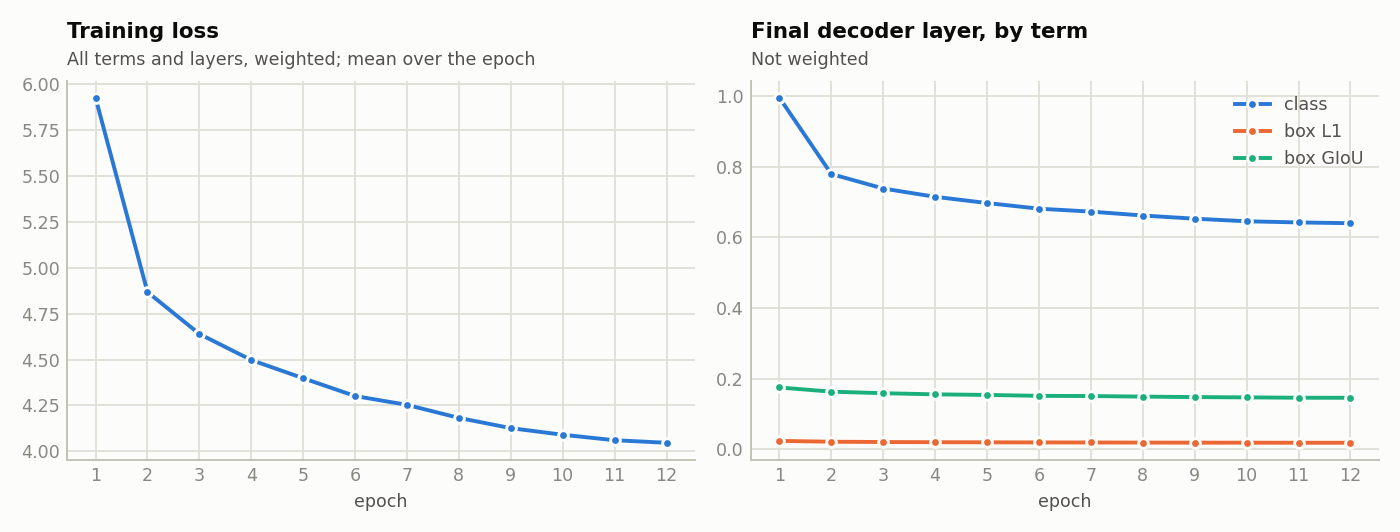 Training loss
All terms and layers, weighted; mean over the epoch
6.00
5.75
5.50
5.25
5.00
4.75
4.50
4.25
4.00
1 2 3 4 5 6 7 8 9 10 11 12
epoch
Final decoder layer, by term
Not weighted
1.0
0.8
0.6
0.4
0.2
0.0
class
box L1
box GIoU
1 2 3 4 5 6 7 8 9 10 11 12
epoch